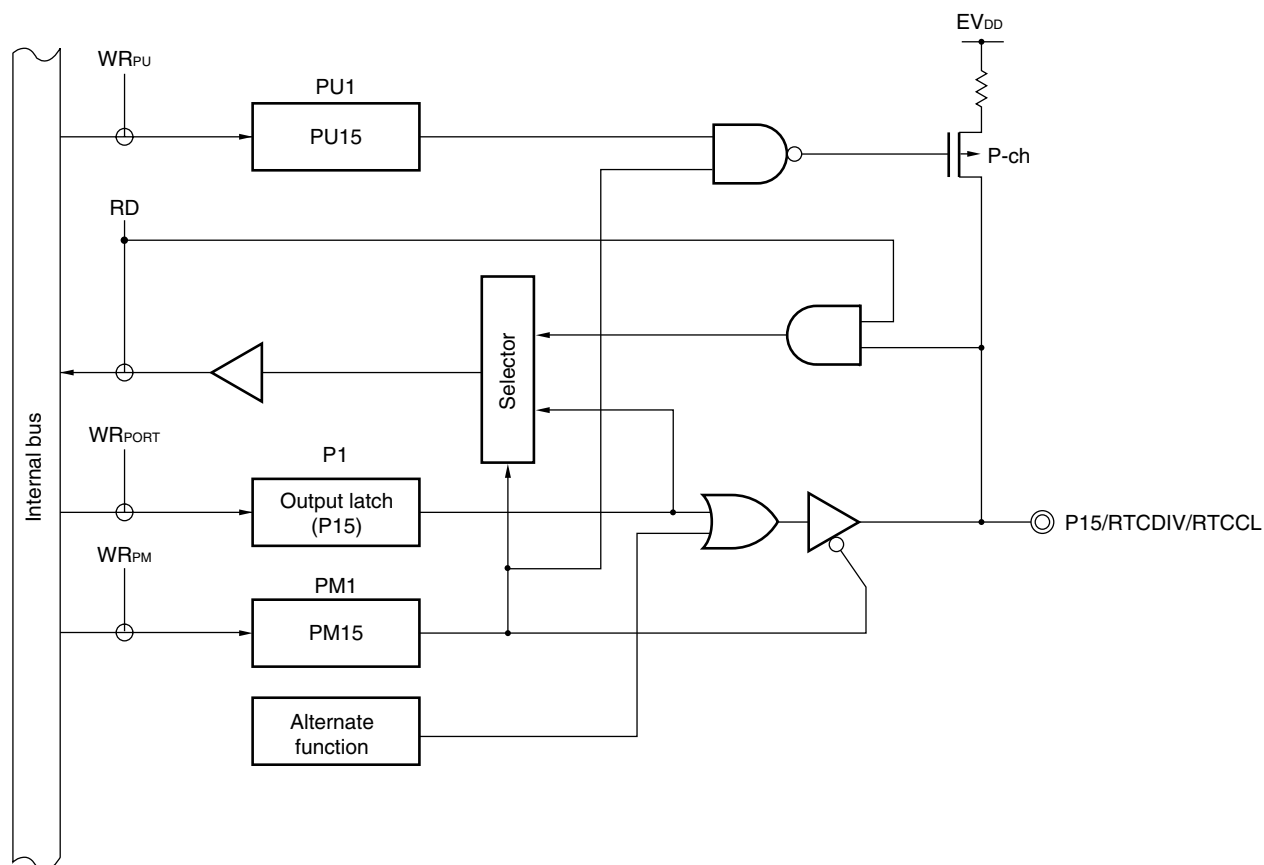 EVDD
WRPU
PU1
PU15
P-ch
RD
Selector
Internal bus
WRPORT
P1
Output latch
(P15)
P15/RTCDIV/RTCCL
WRPM
PM1
PM15
Alternate
function